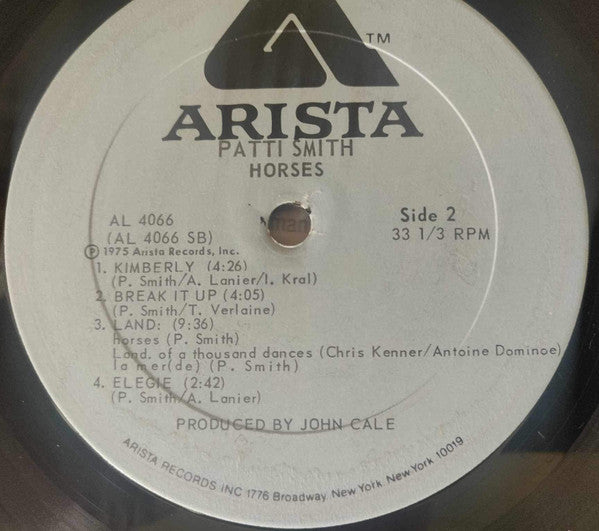 TM
ARISTA
PATTI SMITH
HORSES
AL 4066
(AL 4066 SB)
Ⓟ 1975 Arista Records, Inc.
Side 2
33 1/3 RPM
1. KIMBERLY (4:26)
(P. Smith/A. Lanier/I. Kral)
2. BREAK IT UP (4:05)
(P. Smith/T. Verlaine)
3. LAND: (9:36)
horses (P. Smith)
Land of a thousand dances (Chris Kenner/Antoine Dominoe)
la mer(de) (P. Smith)
4. ELEGIE (2:42)
(P. Smith/A. Lanier)
PRODUCED BY JOHN CALE
ARISTA RECORDS INC 1776 Broadway New York, New York 10019